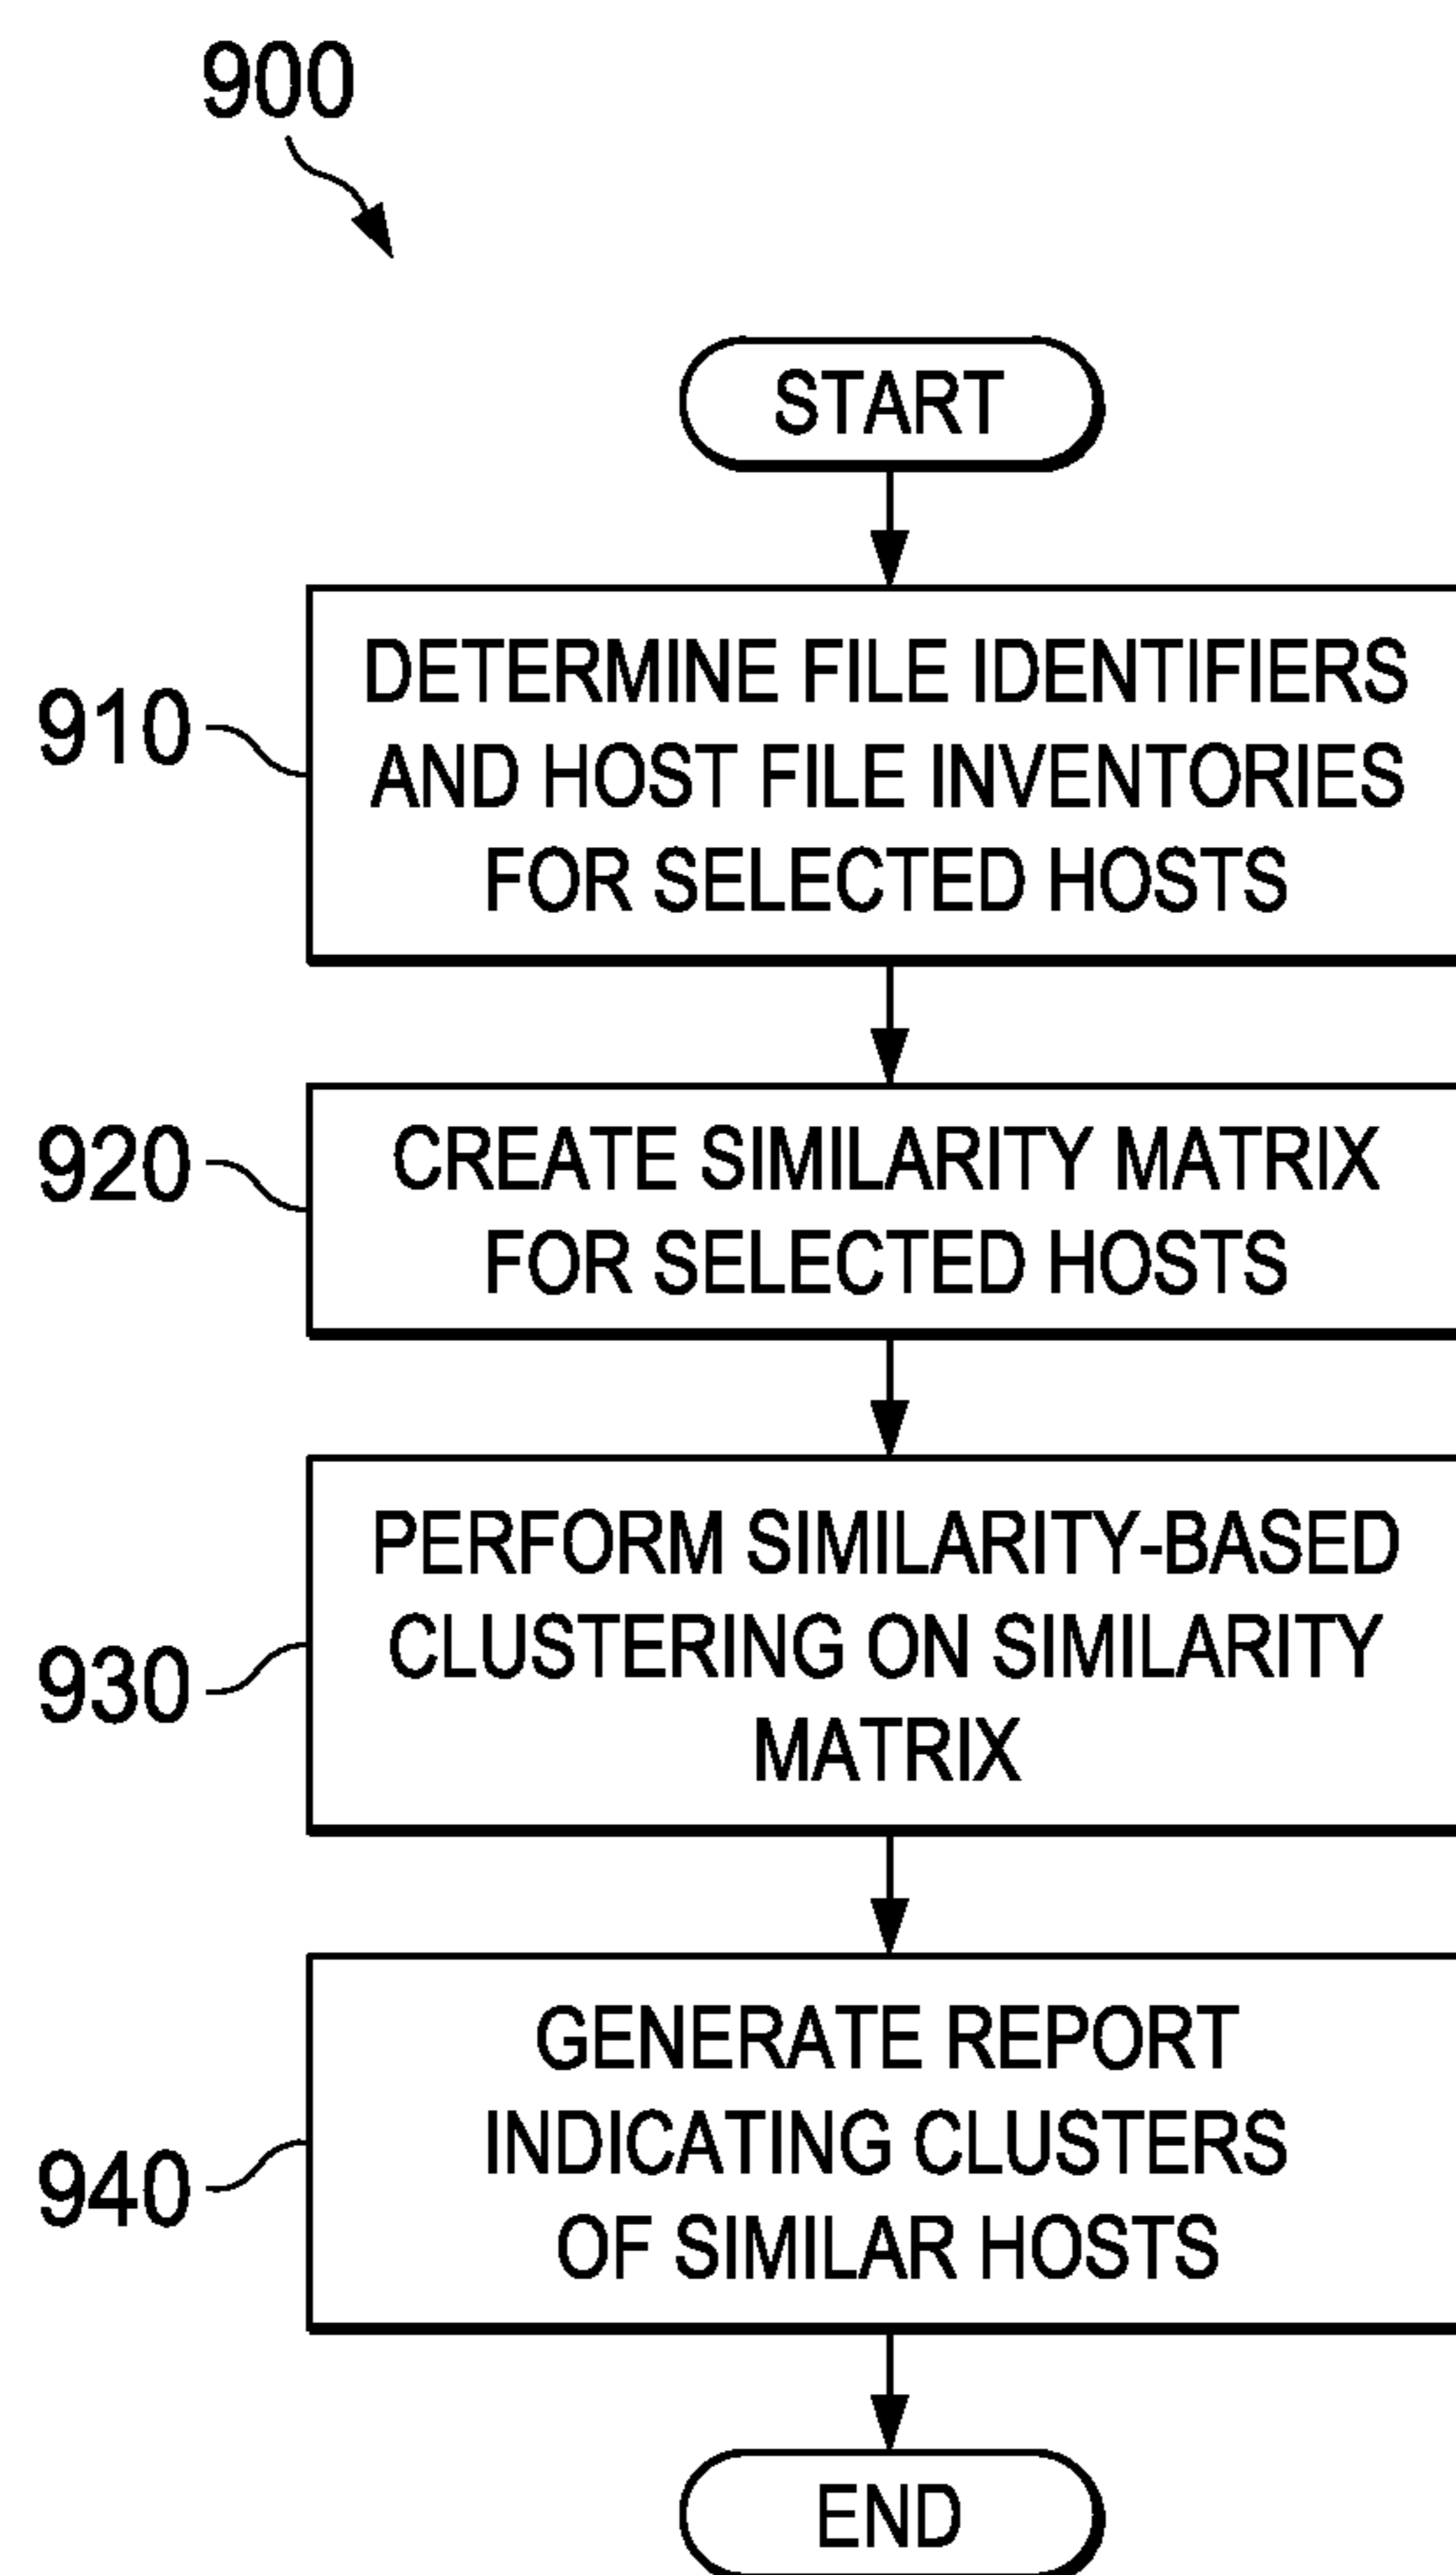 900
START
910
DETERMINE FILE IDENTIFIERS
AND HOST FILE INVENTORIES
FOR SELECTED HOSTS
920
CREATE SIMILARITY MATRIX
FOR SELECTED HOSTS
930
PERFORM SIMILARITY-BASED
CLUSTERING ON SIMILARITY
MATRIX
940
GENERATE REPORT
INDICATING CLUSTERS
OF SIMILAR HOSTS
END